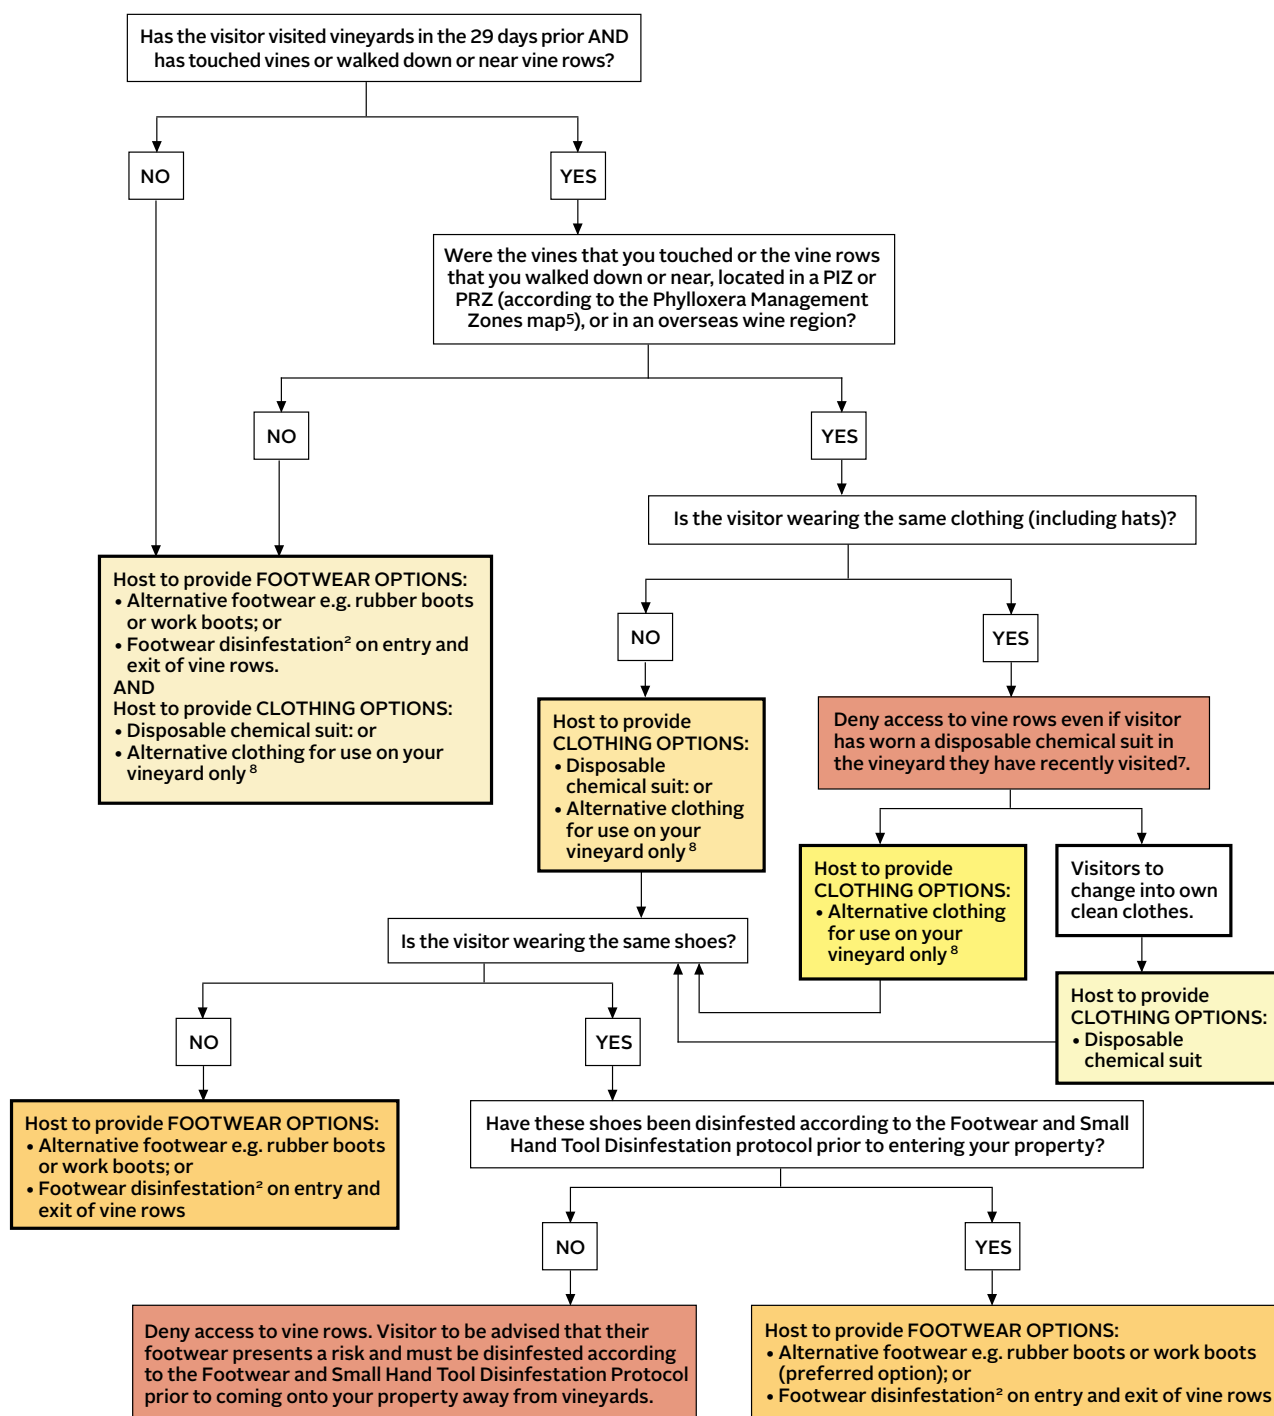 Has the visitor visited vineyards in the 29 days prior AND
has touched vines or walked down or near vine rows?
NO
YES
Were the vines that you touched or the vine rows
that you walked down or near, located in a PIZ or
PRZ (according to the Phylloxera Management
Zones map⁵), or in an overseas wine region?
NO
YES
Is the visitor wearing the same clothing (including hats)?
Host to provide FOOTWEAR OPTIONS:
• Alternative footwear e.g. rubber boots
or work boots; or
• Footwear disinfestation² on entry and
exit of vine rows.
AND
Host to provide CLOTHING OPTIONS:
• Disposable chemical suit: or
• Alternative clothing for use on your
vineyard only ⁸
NO
YES
Host to provide
CLOTHING OPTIONS:
• Disposable
chemical suit: or
• Alternative clothing
for use on your
vineyard only ⁸
Deny access to vine rows even if visitor
has worn a disposable chemical suit in
the vineyard they have recently visited⁷.
Host to provide
CLOTHING OPTIONS:
• Alternative clothing
for use on your
vineyard only ⁸
Visitors to
change into own
clean clothes.
Host to provide
CLOTHING OPTIONS:
• Disposable
chemical suit
Is the visitor wearing the same shoes?
NO
YES
Host to provide FOOTWEAR OPTIONS:
• Alternative footwear e.g. rubber boots
or work boots; or
• Footwear disinfestation² on entry and
exit of vine rows
Have these shoes been disinfested according to the Footwear and Small
Hand Tool Disinfestation protocol prior to entering your property?
NO
YES
Deny access to vine rows. Visitor to be advised that their
footwear presents a risk and must be disinfested according
to the Footwear and Small Hand Tool Disinfestation Protocol
prior to coming onto your property away from vineyards.
Host to provide FOOTWEAR OPTIONS:
• Alternative footwear e.g. rubber boots or work boots
(preferred option); or
• Footwear disinfestation² on entry and exit of vine rows